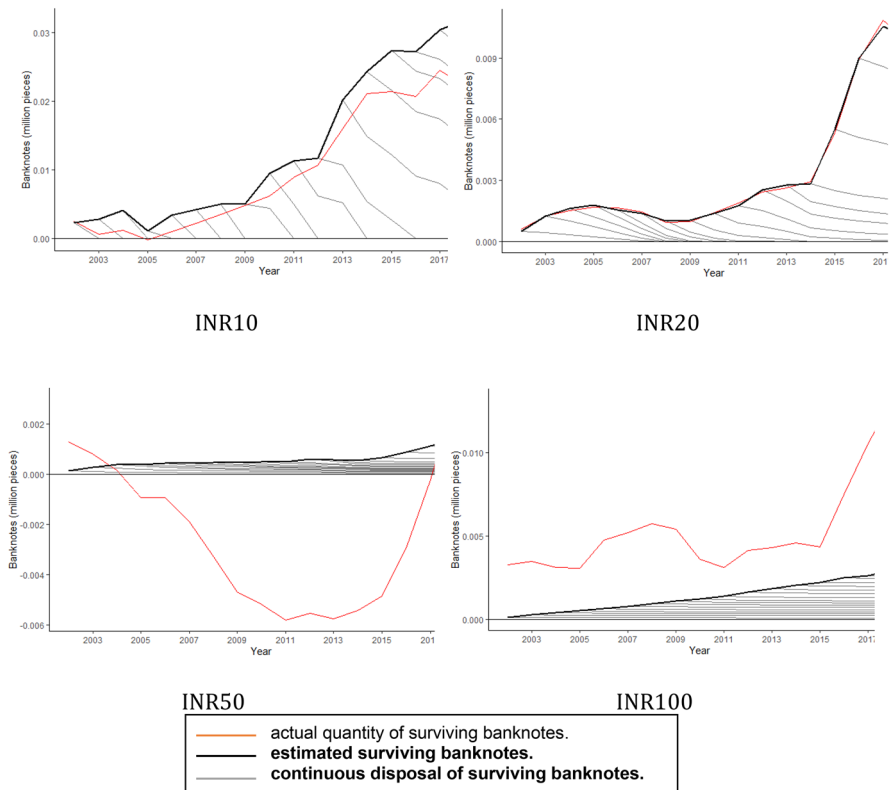 0.03
0.02
0.01
0.00
Banknotes (million pieces)
2003 2005 2007 2009 2011 2013 2015 2017
Year
INR10
0.009
0.006
0.003
0.000
Banknotes (million pieces)
2003 2005 2007 2009 2011 2013 2015 201
Year
INR20
0.002
0.000
-0.002
-0.004
-0.006
Banknotes (million pieces)
2003 2005 2007 2009 2011 2013 2015 201
Year
INR50
0.010
0.005
0.000
Banknotes (million pieces)
2003 2005 2007 2009 2011 2013 2015 2017
Year
INR100
actual quantity of surviving banknotes.
estimated surviving banknotes.
continuous disposal of surviving banknotes.